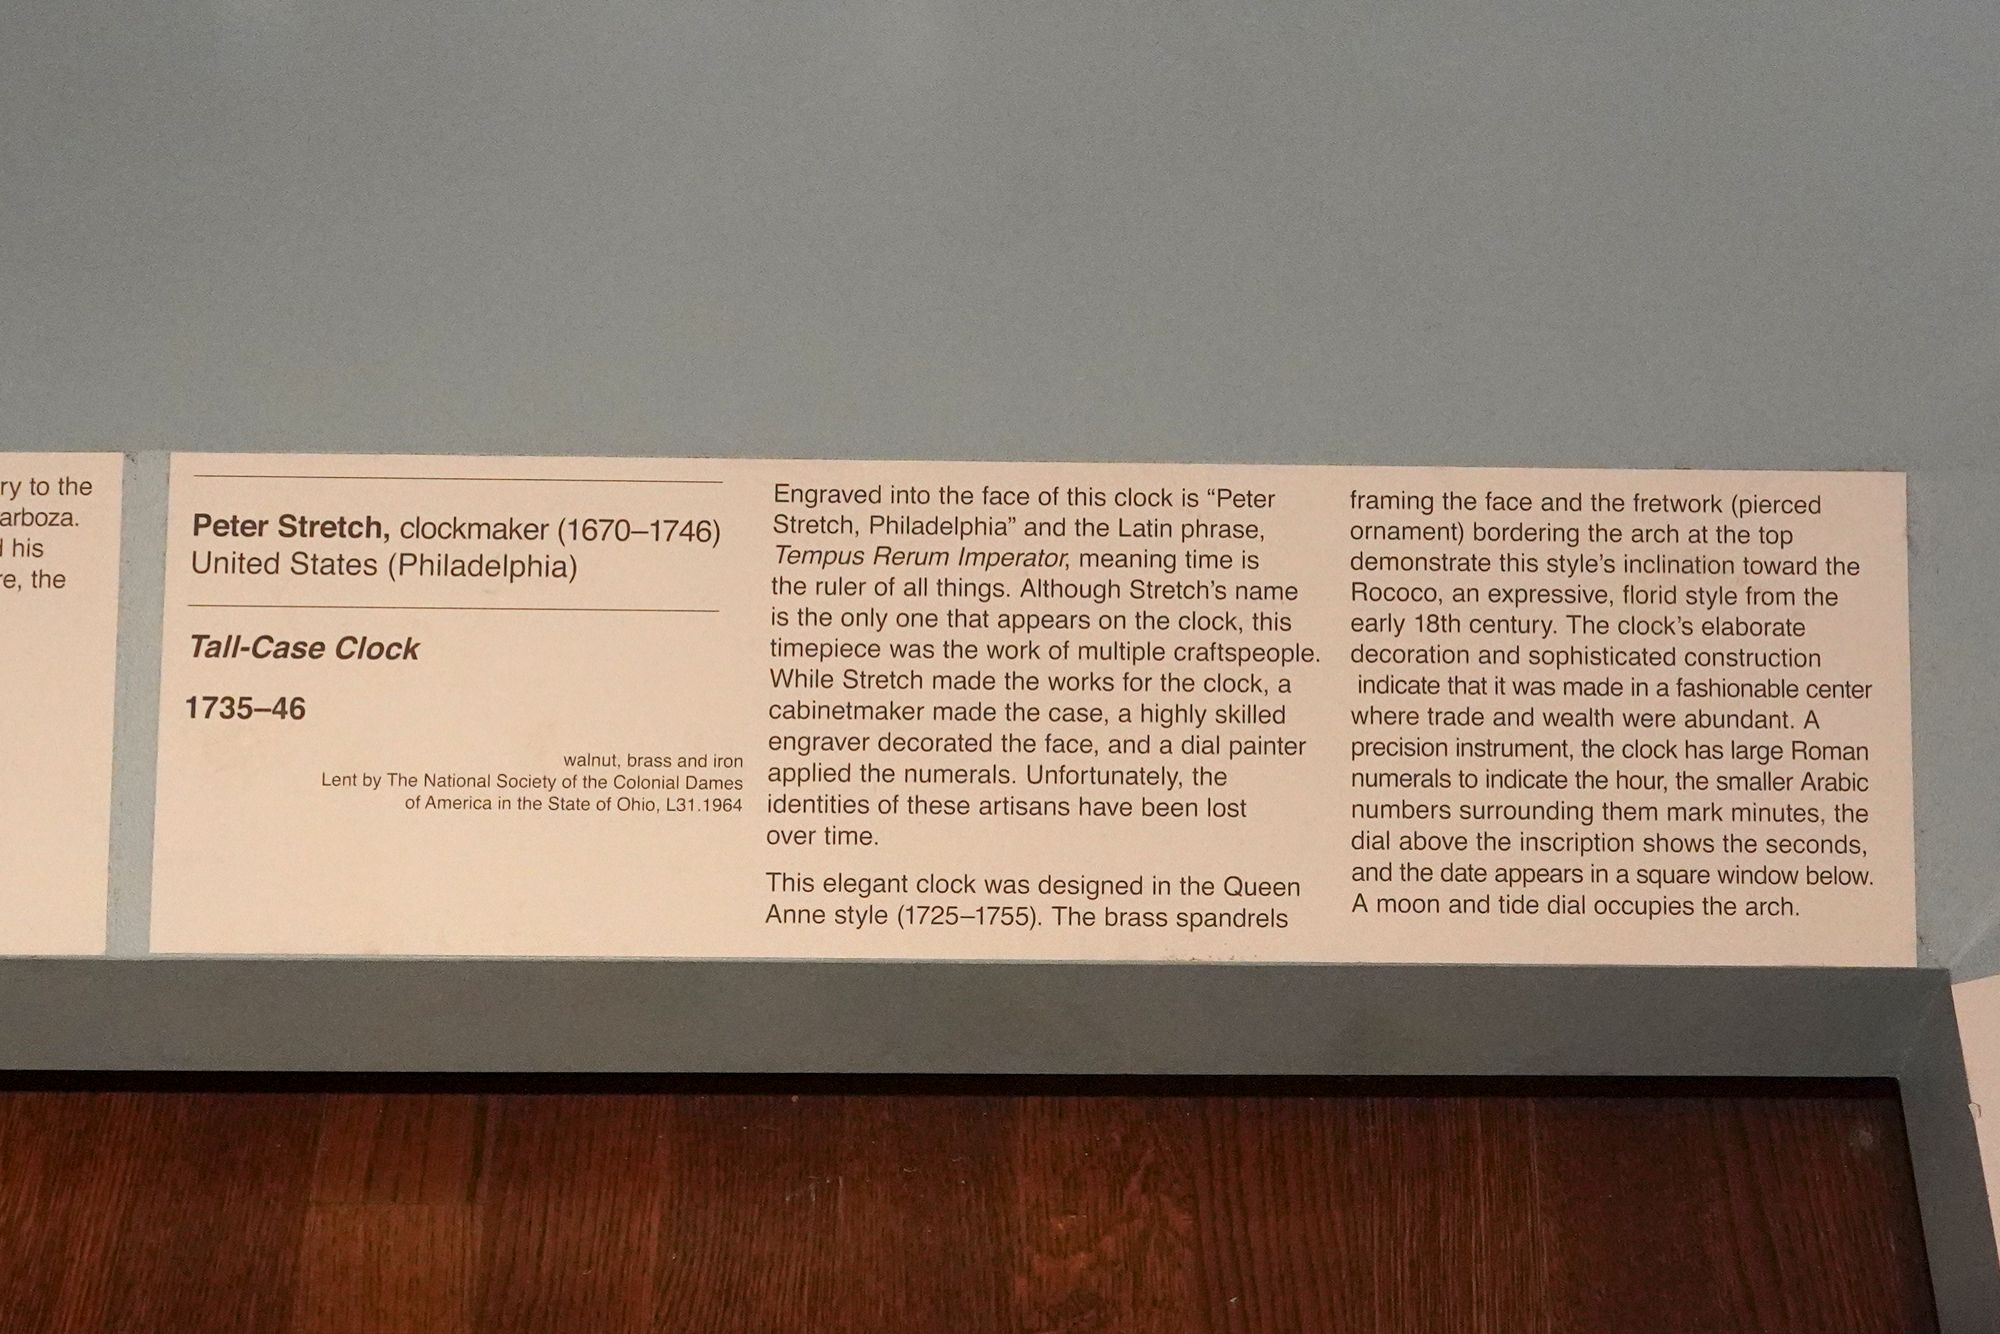 ry to the
arboza.
his
re, the
Peter Stretch, clockmaker (1670–1746)
United States (Philadelphia)
Tall-Case Clock
1735–46
walnut, brass and iron
Lent by The National Society of the Colonial Dames
of America in the State of Ohio, L31.1964
Engraved into the face of this clock is “Peter
Stretch, Philadelphia” and the Latin phrase,
Tempus Rerum Imperator, meaning time is
the ruler of all things. Although Stretch’s name
is the only one that appears on the clock, this
timepiece was the work of multiple craftspeople.
While Stretch made the works for the clock, a
cabinetmaker made the case, a highly skilled
engraver decorated the face, and a dial painter
applied the numerals. Unfortunately, the
identities of these artisans have been lost
over time.
This elegant clock was designed in the Queen
Anne style (1725–1755). The brass spandrels
framing the face and the fretwork (pierced
ornament) bordering the arch at the top
demonstrate this style’s inclination toward the
Rococo, an expressive, florid style from the
early 18th century. The clock’s elaborate
decoration and sophisticated construction
indicate that it was made in a fashionable center
where trade and wealth were abundant. A
precision instrument, the clock has large Roman
numerals to indicate the hour, the smaller Arabic
numbers surrounding them mark minutes, the
dial above the inscription shows the seconds,
and the date appears in a square window below.
A moon and tide dial occupies the arch.